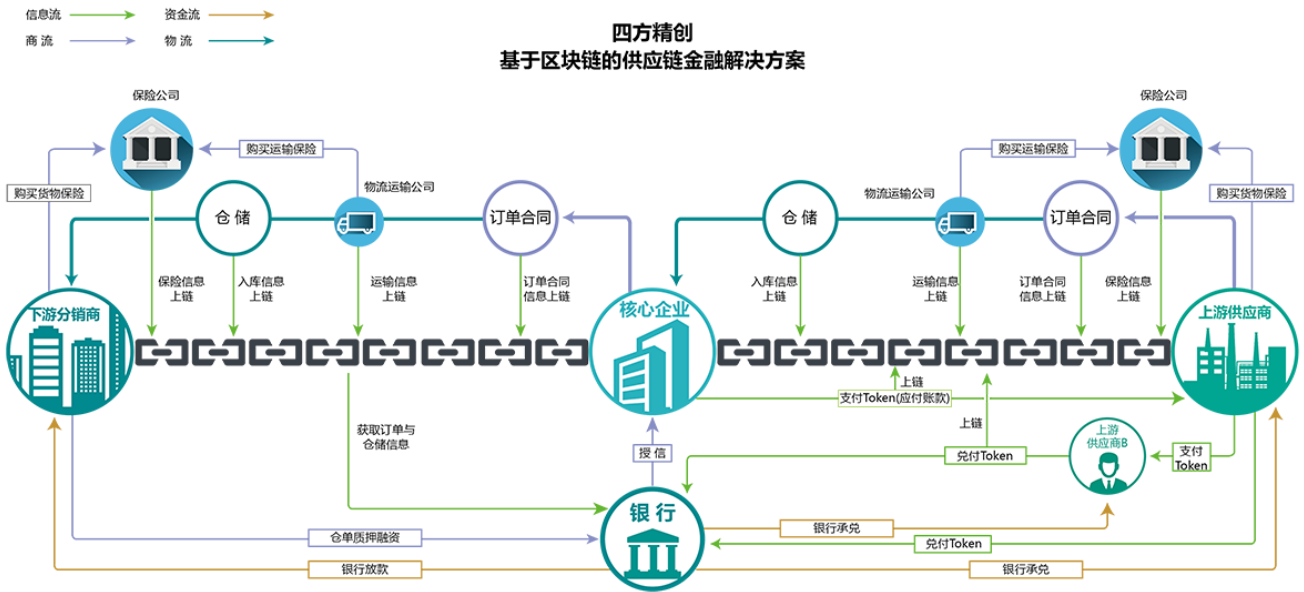 信息流
资金流
商 流
物 流
四方精创
基于区块链的供应链金融解决方案
保险公司
保险公司
购买运输保险
购买运输保险
购买货物保险
物流运输公司
物流运输公司
购买货物保险
仓 储
订单合同
仓 储
订单合同
保险信息
上链
入库信息
上链
运输信息
上链
订单合同
信息上链
入库信息
上链
运输信息
上链
订单合同
信息上链
保险信息
上链
下游分销商
核心企业
上游供应商
上链
支付Token(应付账款)
获取订单与
仓储信息
上链
上游
供应商B
授 信
兑付Token
支付
Token
银 行
银行承兑
仓单质押融资
兑付Token
银行放款
银行承兑